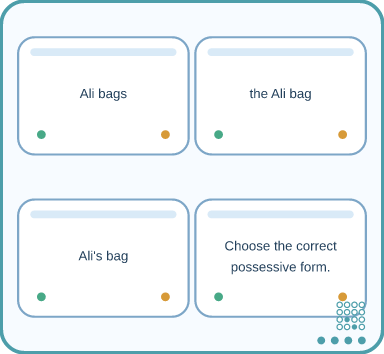 Ali bags
the Ali bag
Ali's bag
Choose the correct
possessive form.